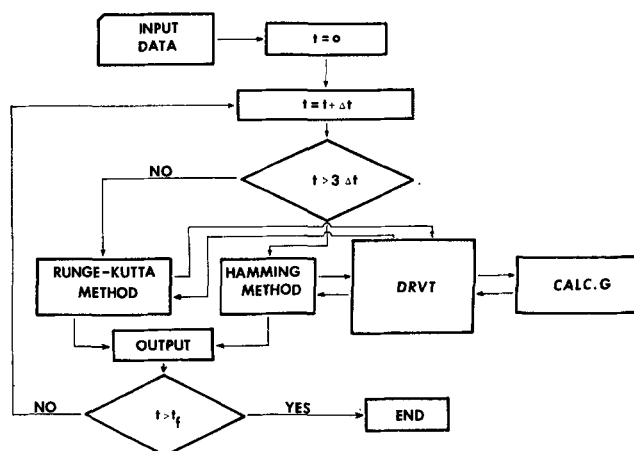 INPUT
DATA
t = o
t = t + Δt
t > 3 Δt
NO
RUNGE-KUTTA
METHOD
HAMMING
METHOD
DRVT
CALC.G
OUTPUT
t > t_f
NO
YES
END